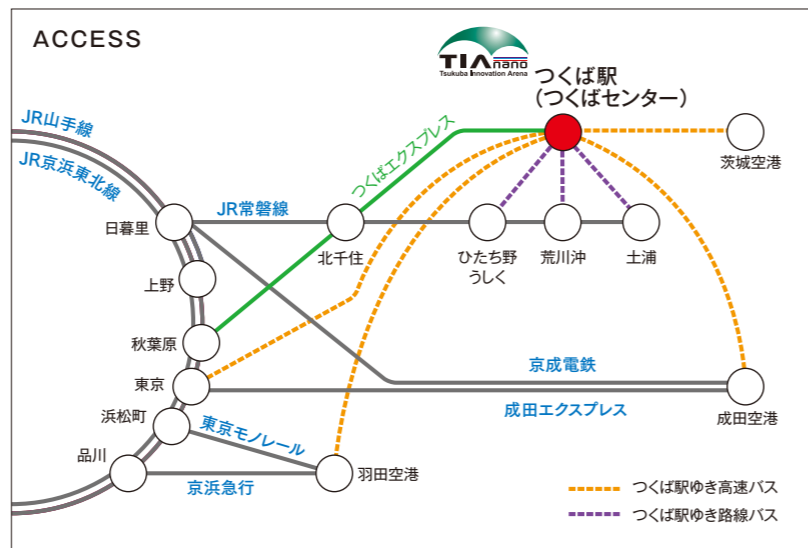 ACCESS
TIA nano
Tsukuba Innovation Arena
つくば駅
(つくばセンター)
JR山手線
JR京浜東北線
つくばエクスプレス
茨城空港
JR常磐線
日暮里
北千住
ひたち野
うしく
荒川沖
土浦
上野
秋葉原
京成電鉄
東京
成田エクスプレス
成田空港
浜松町
東京モノレール
品川
京浜急行
羽田空港
つくば駅ゆき高速バス
つくば駅ゆき路線バス